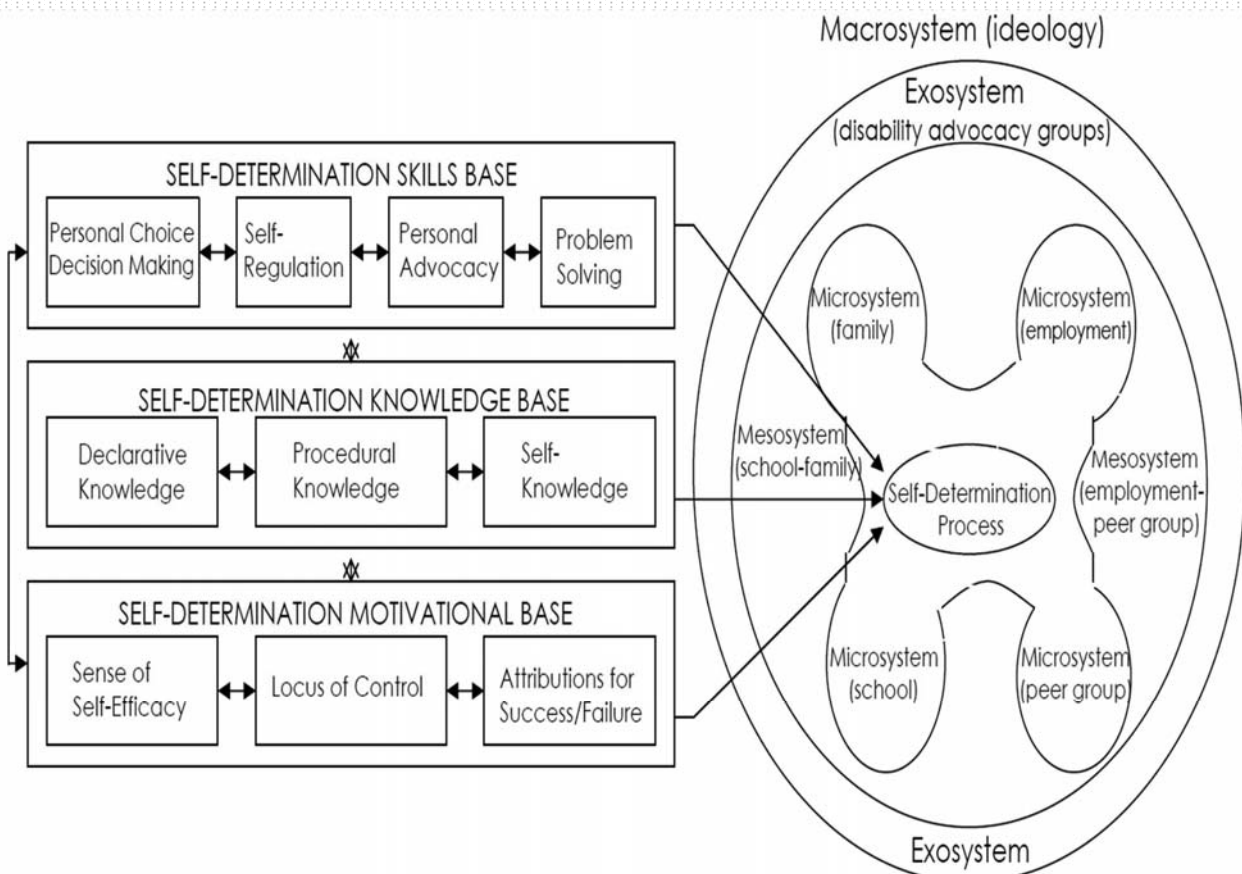 Macrosystem (ideology)
Exosystem
(disability advocacy groups)
SELF-DETERMINATION SKILLS BASE
Personal Choice
Decision Making
Self-
Regulation
Personal
Advocacy
Problem
Solving
SELF-DETERMINATION KNOWLEDGE BASE
Declarative
Knowledge
Procedural
Knowledge
Self-
Knowledge
SELF-DETERMINATION MOTIVATIONAL BASE
Sense of
Self-Efficacy
Locus of Control
Attributions for
Success/Failure
Microsystem
(family)
Microsystem
(employment)
Mesosystem
(school-family)
Self-Determination
Process
Mesosystem
(employment-
peer group)
Microsystem
(school)
Microsystem
(peer group)
Exosystem